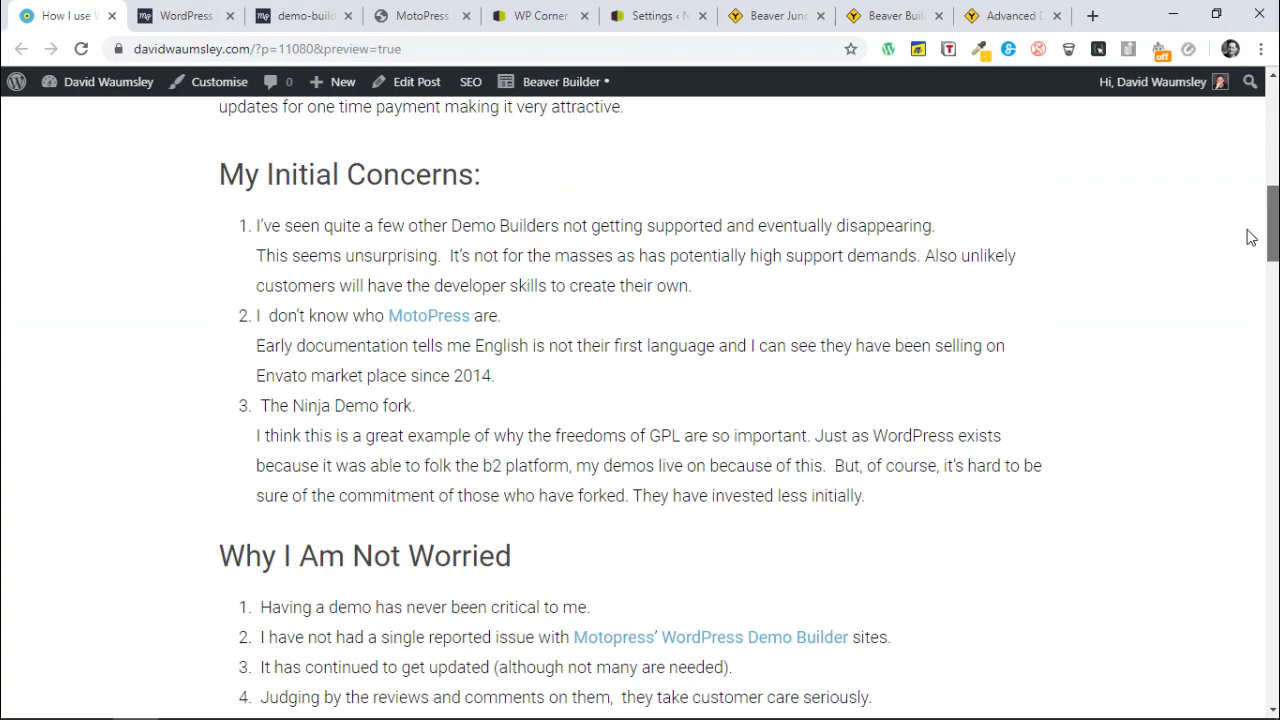 How I use
WordPress
demo-buil
MotoPress
WP Corner
Settings ‹
Beaver Junc
Beaver Buil
Advanced
davidwaumsley.com/?p=11080&preview=true
off
David Waumsley
Customise
0
New
Edit Post
SEO
Beaver Builder
Hi, David Waumsley
updates for one time payment making it very attractive.
My Initial Concerns:
1. I've seen quite a few other Demo Builders not getting supported and eventually disappearing.
This seems unsurprising. It's not for the masses as has potentially high support demands. Also unlikely
customers will have the developer skills to create their own.
2. I don't know who MotoPress are.
Early documentation tells me English is not their first language and I can see they have been selling on
Envato market place since 2014.
3. The Ninja Demo fork.
I think this is a great example of why the freedoms of GPL are so important. Just as WordPress exists
because it was able to folk the b2 platform, my demos live on because of this. But, of course, it's hard to be
sure of the commitment of those who have forked. They have invested less initially.
Why I Am Not Worried
1. Having a demo has never been critical to me.
2. I have not had a single reported issue with Motopress' WordPress Demo Builder sites.
3. It has continued to get updated (although not many are needed).
4. Judging by the reviews and comments on them, they take customer care seriously.